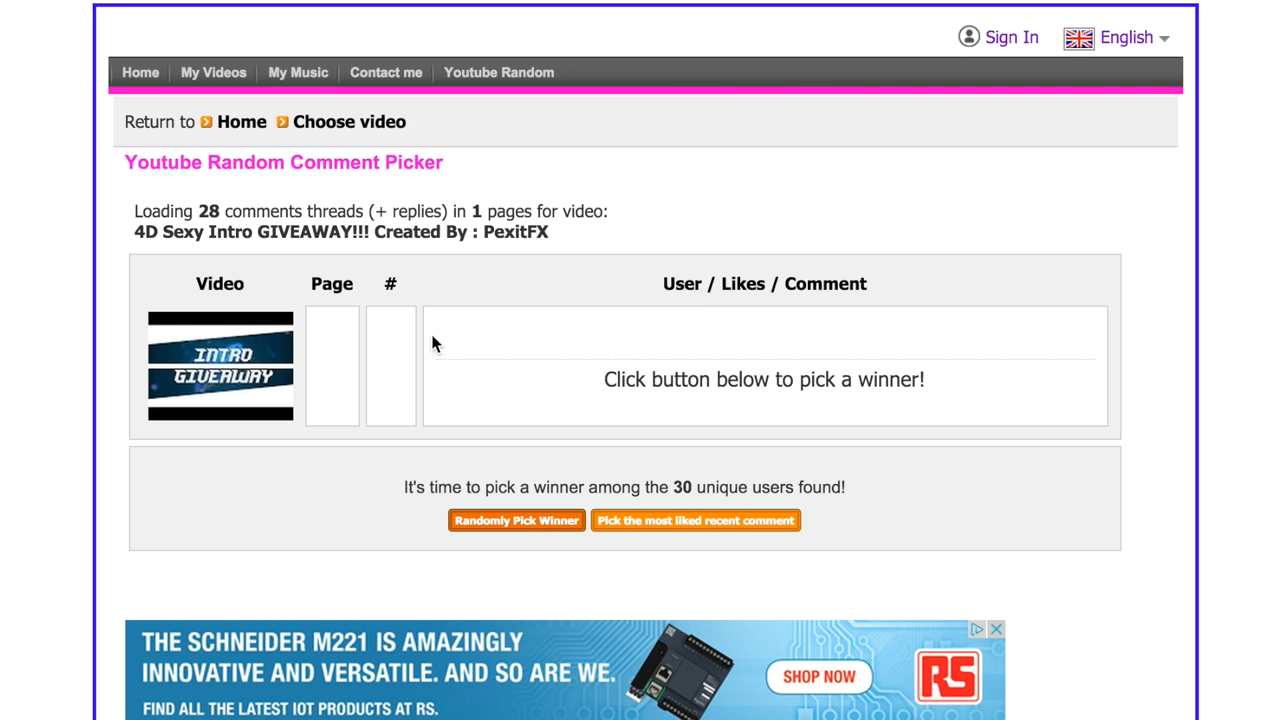 Sign In English
Home My Videos My Music Contact me Youtube Random
Return to Home Choose video
Youtube Random Comment Picker
Loading 28 comments threads (+ replies) in 1 pages for video:
4D Sexy Intro GIVEAWAY!!! Created By : PexitFX
Video Page # User / Likes / Comment
INTRO
GIVEAWAY
Click button below to pick a winner!
It's time to pick a winner among the 30 unique users found!
Randomly Pick Winner Pick the most liked recent comment
THE SCHNEIDER M221 IS AMAZINGLY
INNOVATIVE AND VERSATILE. AND SO ARE WE.
FIND ALL THE LATEST IOT PRODUCTS AT RS.
SHOP NOW
RS